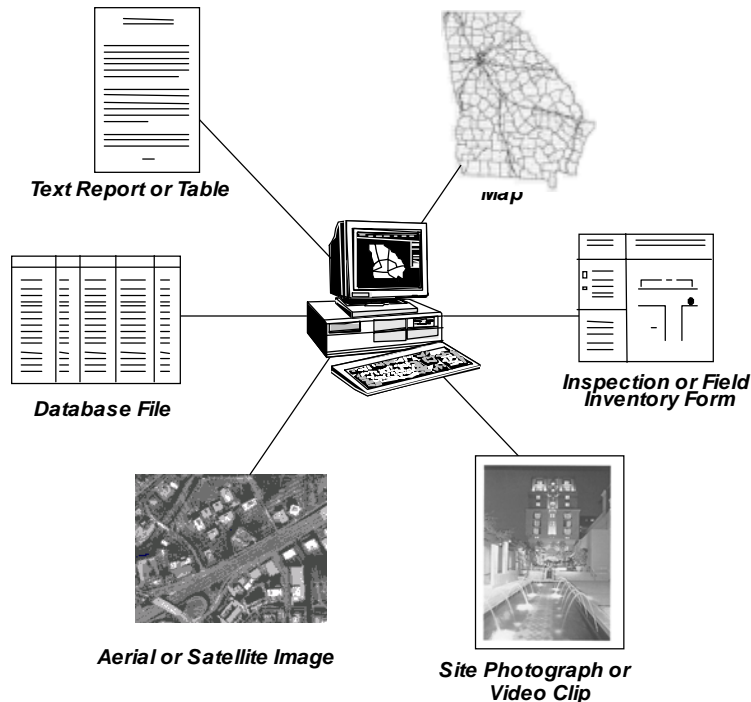 Text Report or Table
Map
Database File
Inspection or Field
Inventory Form
Aerial or Satellite Image
Site Photograph or
Video Clip